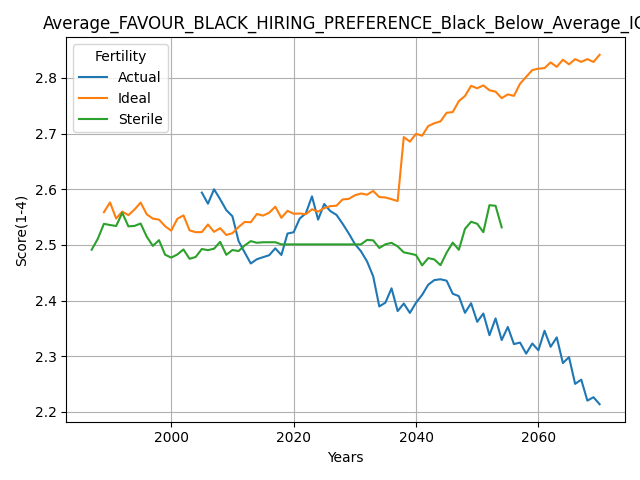 Average_FAVOUR_BLACK_HIRING_PREFERENCE_Black_Below_Average_IQ
Fertility
Actual
Ideal
Sterile
2.8
2.7
2.6
2.5
2.4
2.3
2.2
Score(1-4)
2000 2020 2040 2060
Years